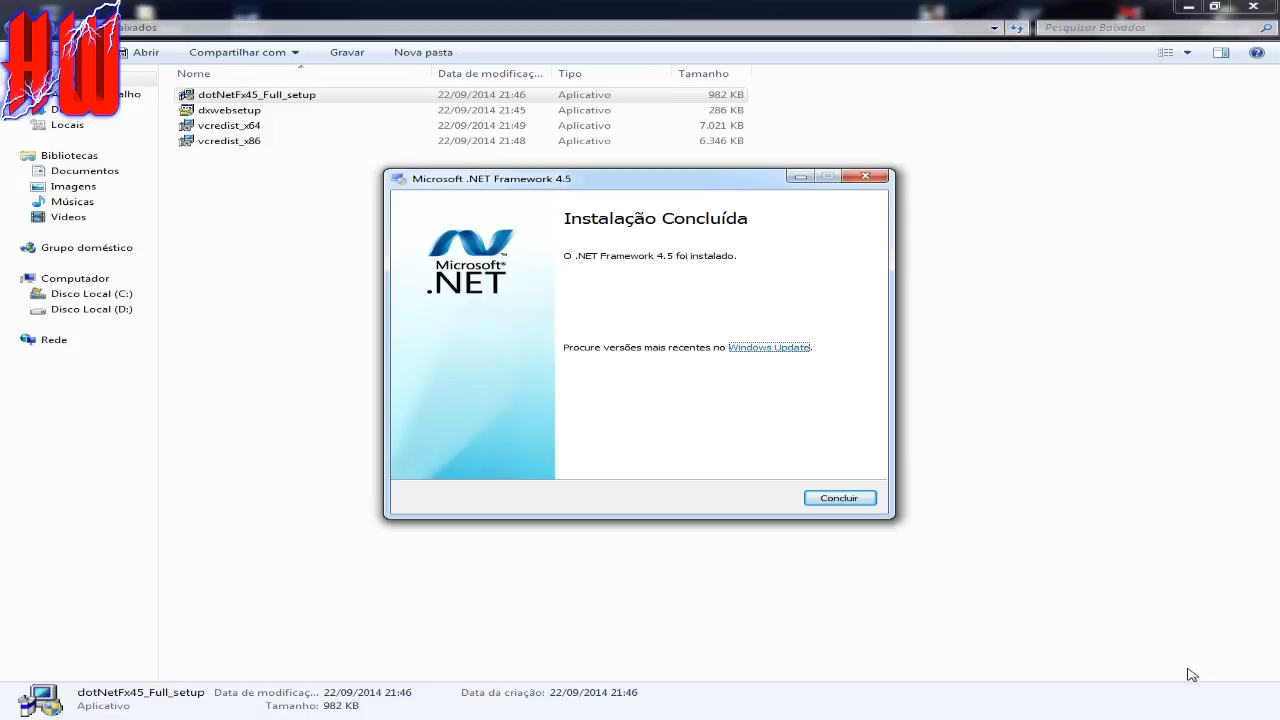 HW
Pesquisar Baixados
Abrir
Compartilhar com
Gravar
Nova pasta
Nome
Data de modificaç...
Tipo
Tamanho
dotNetFx45_Full_setup 22/09/2014 21:46 Aplicativo 982 KB
dxwebsetup 22/09/2014 21:45 Aplicativo 286 KB
vcredist_x64 22/09/2014 21:49 Aplicativo 7.021 KB
vcredist_x86 22/09/2014 21:48 Aplicativo 6.346 KB
Locais
Bibliotecas
Documentos
Imagens
Músicas
Vídeos
Grupo doméstico
Computador
Disco Local (C:)
Disco Local (D:)
Rede
Microsoft .NET Framework 4.5
Microsoft®
.NET
Instalação Concluída
O .NET Framework 4.5 foi instalado.
Procure versões mais recentes no Windows Update.
Concluir
dotNetFx45_Full_setup Data de modificaç... 22/09/2014 21:46 Data da criação: 22/09/2014 21:46
Aplicativo Tamanho: 982 KB